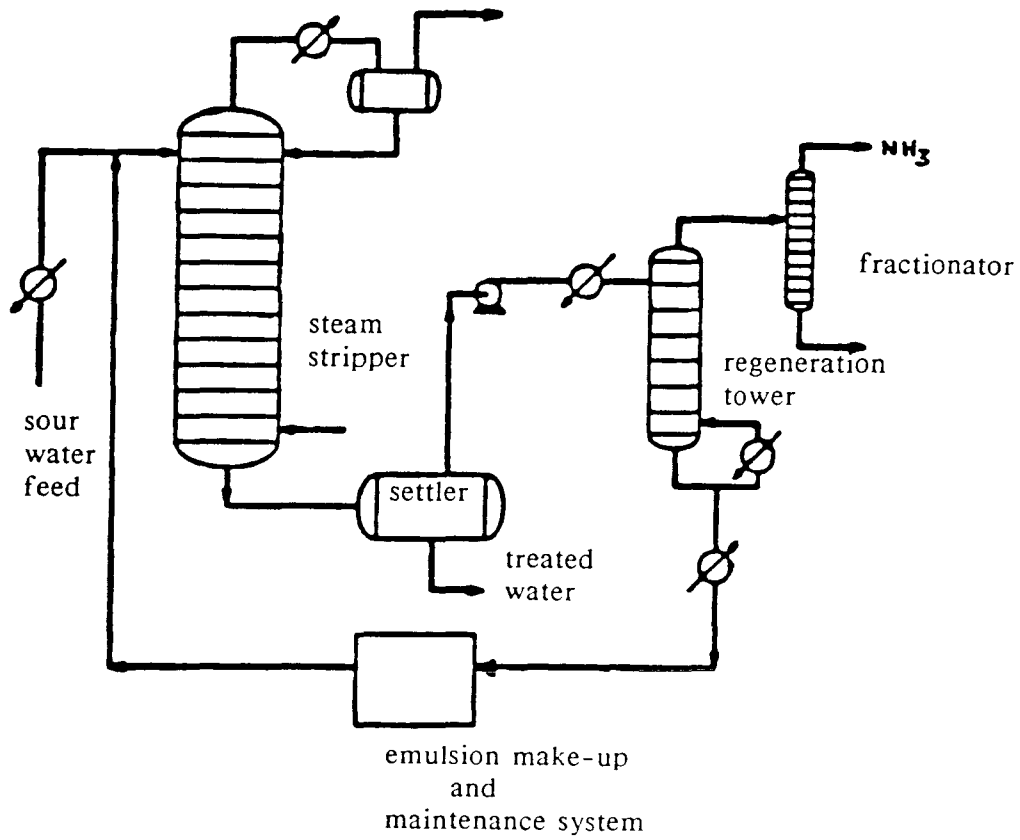 NH3
fractionator
steam
stripper
regeneration
tower
sour
water
feed
settler
treated
water
emulsion make-up
and
maintenance system